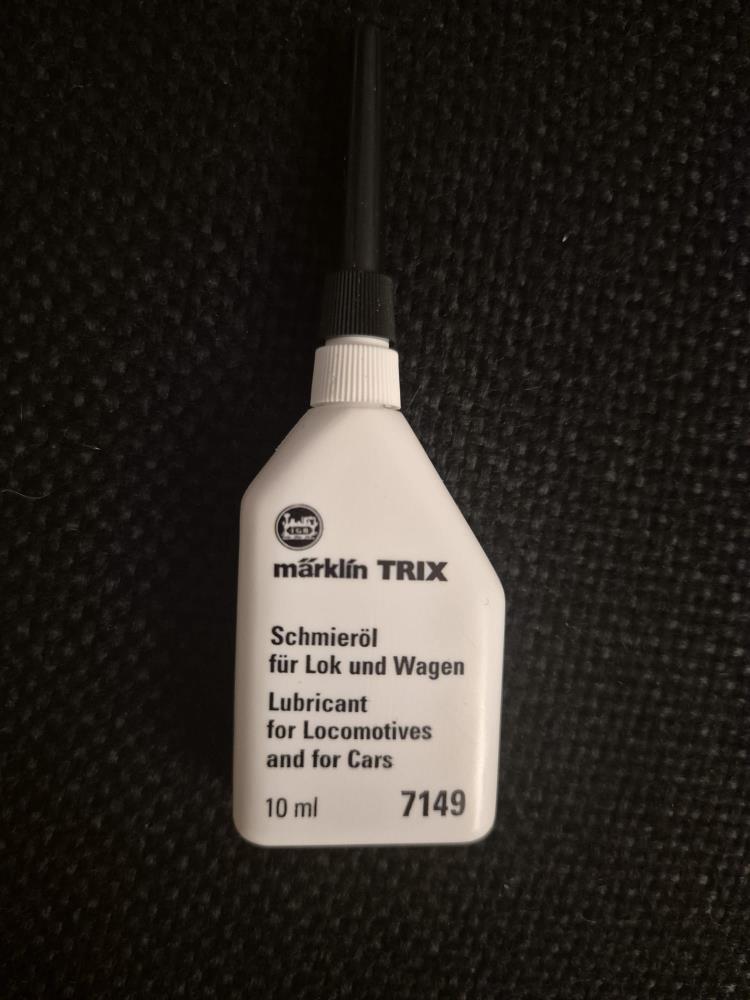 märklin TRIX
Schmieröl
für Lok und Wagen
Lubricant
for Locomotives
and for Cars
10 ml 7149